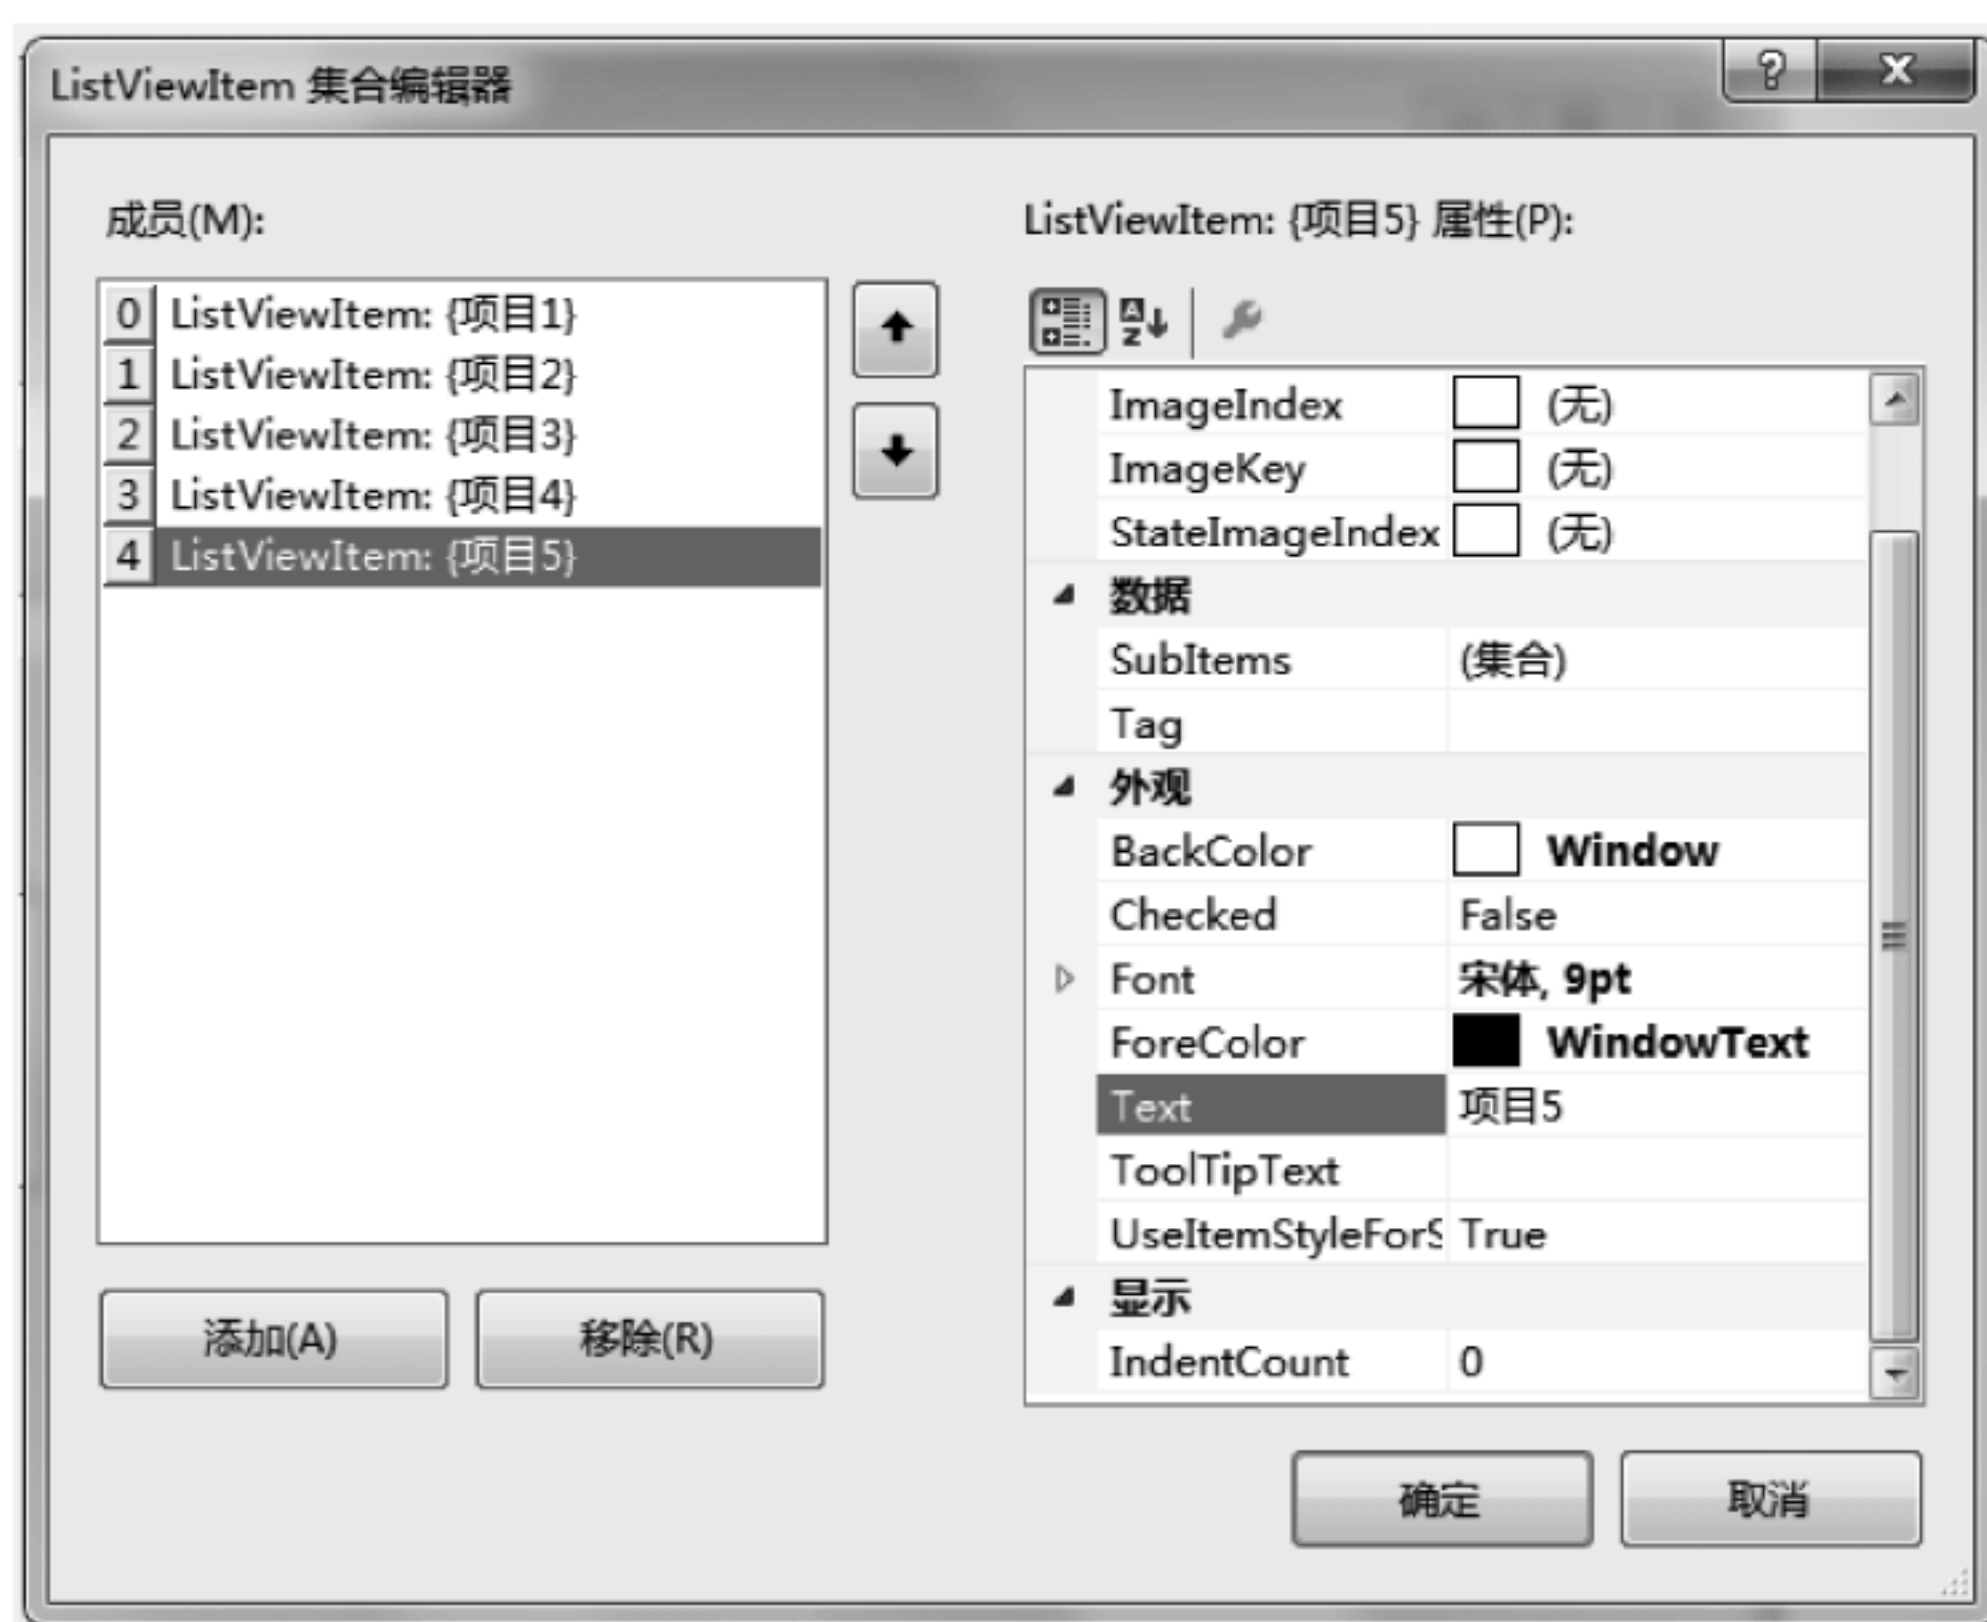 ListViewItem 集合编辑器
成员(M):
0 ListViewItem: {项目1}
1 ListViewItem: {项目2}
2 ListViewItem: {项目3}
3 ListViewItem: {项目4}
4 ListViewItem: {项目5}
添加(A) 移除(R)
ListViewItem: {项目5} 属性(P):
ImageIndex (无)
ImageKey (无)
StateImageIndex (无)
数据
SubItems (集合)
Tag
外观
BackColor Window
Checked False
Font 宋体, 9pt
ForeColor WindowText
Text 项目5
ToolTipText
UseItemStyleForS True
显示
IndentCount 0
确定 取消